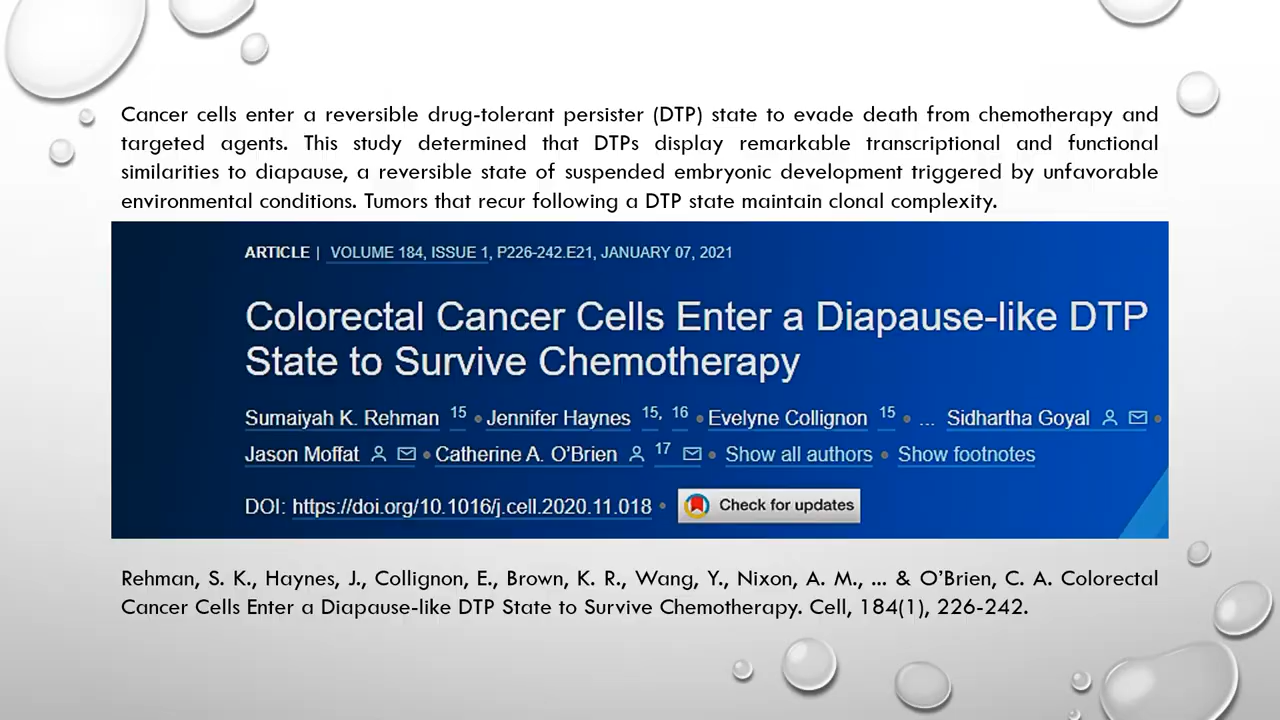 Cancer cells enter a reversible drug-tolerant persister (DTP) state to evade death from chemotherapy and
targeted agents. This study determined that DTPs display remarkable transcriptional and functional
similarities to diapause, a reversible state of suspended embryonic development triggered by unfavorable
environmental conditions. Tumors that recur following a DTP state maintain clonal complexity.
ARTICLE | VOLUME 184, ISSUE 1, P226-242.E21, JANUARY 07, 2021
Colorectal Cancer Cells Enter a Diapause-like DTP
State to Survive Chemotherapy
Sumaiyah K. Rehman 15 • Jennifer Haynes 15, 16 • Evelyne Collignon 15 • ... Sidhartha Goyal •
Jason Moffat • Catherine A. O'Brien 17 • Show all authors • Show footnotes
DOI: https://doi.org/10.1016/j.cell.2020.11.018 • Check for updates
Rehman, S. K., Haynes, J., Collignon, E., Brown, K. R., Wang, Y., Nixon, A. M., ... & O'Brien, C. A. Colorectal
Cancer Cells Enter a Diapause-like DTP State to Survive Chemotherapy. Cell, 184(1), 226-242.